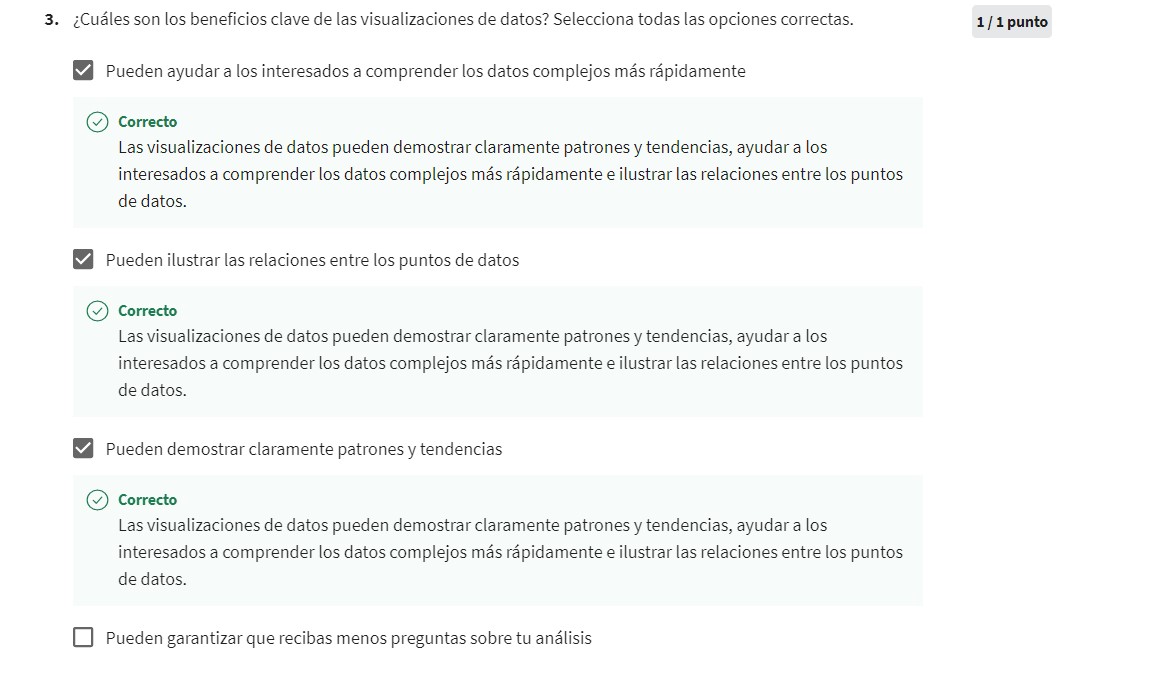 3. ¿Cuáles son los beneficios clave de las visualizaciones de datos? Selecciona todas las opciones correctas.
1 / 1 punto
Pueden ayudar a los interesados a comprender los datos complejos más rápidamente
Correcto
Las visualizaciones de datos pueden demostrar claramente patrones y tendencias, ayudar a los
interesados a comprender los datos complejos más rápidamente e ilustrar las relaciones entre los puntos
de datos.
Pueden ilustrar las relaciones entre los puntos de datos
Correcto
Las visualizaciones de datos pueden demostrar claramente patrones y tendencias, ayudar a los
interesados a comprender los datos complejos más rápidamente e ilustrar las relaciones entre los puntos
de datos.
Pueden demostrar claramente patrones y tendencias
Correcto
Las visualizaciones de datos pueden demostrar claramente patrones y tendencias, ayudar a los
interesados a comprender los datos complejos más rápidamente e ilustrar las relaciones entre los puntos
de datos.
Pueden garantizar que recibas menos preguntas sobre tu análisis